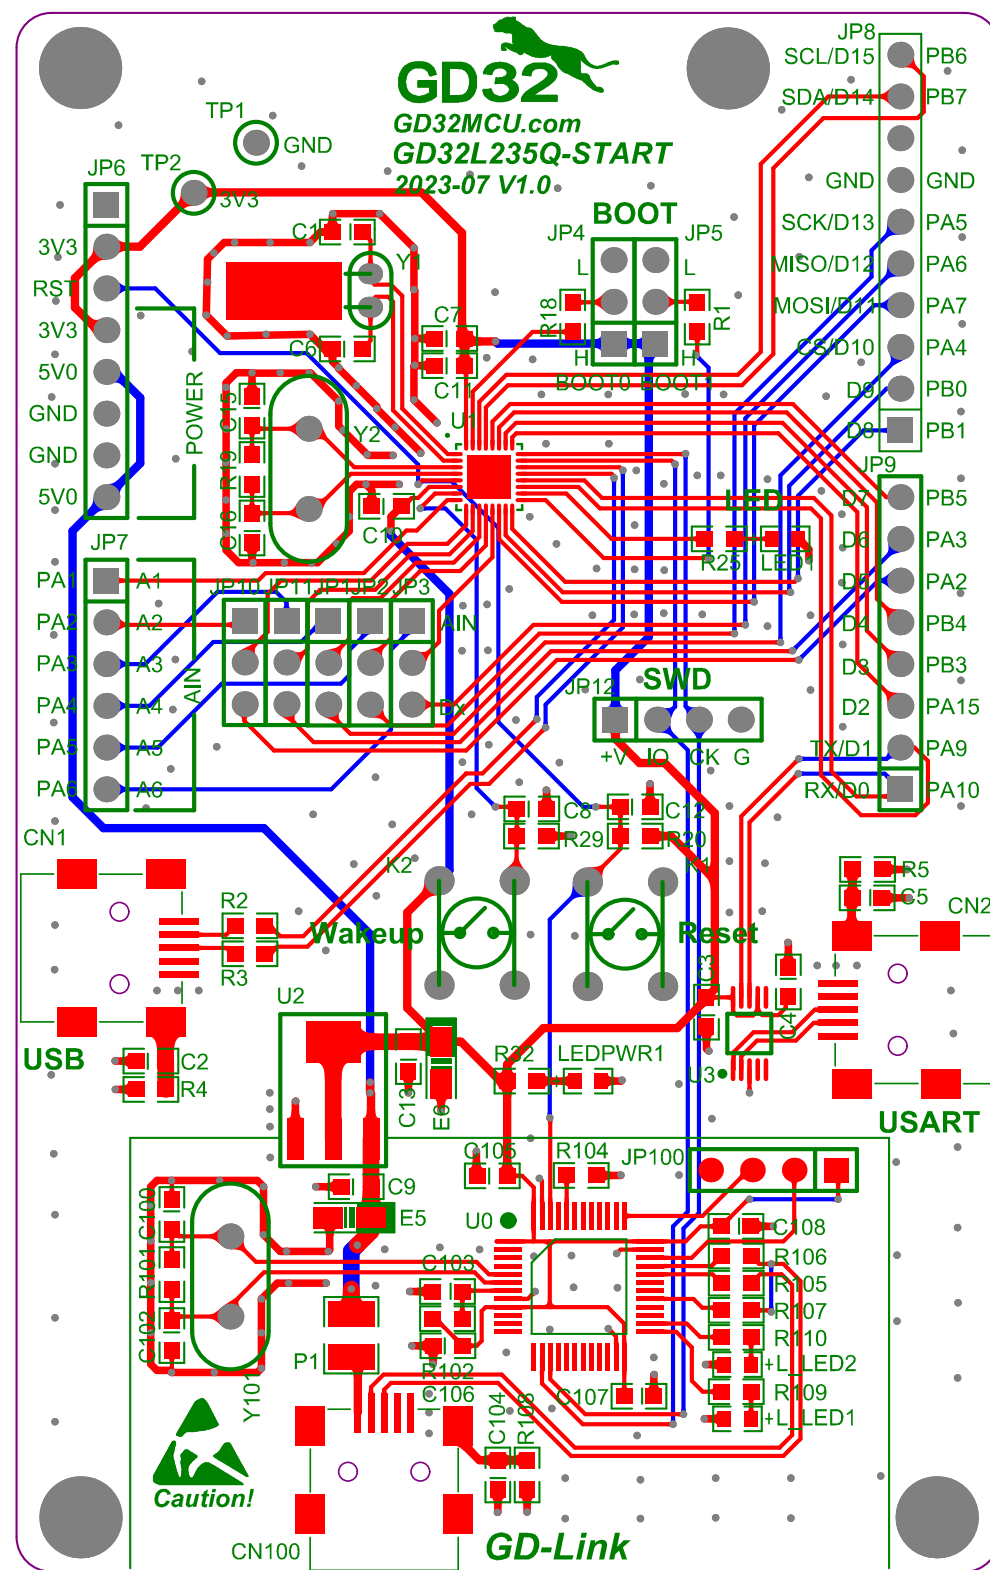 GD32
GD32MCU.com
GD32L235Q-START
2023-07 V1.0
JP8
SCL/D15 PB6
SDA/D14 PB7
GND GND
SCK/D13 PA5
MISO/D12 PA6
MOSI/D11 PA7
CS/D10 PA4
D9 PB0
D8 PB1
TP1
GND
TP2
3V3
JP6
3V3
RST
3V3
5V0
GND
GND
5V0
POWER
C1
Y1
C6
C7
C11
U1
BOOT
JP4 JP5
L L
R18 R1
H H
BOOT0 BOOT1
C15
R19
C16
Y2
C10
LED
R25 LED1
JP9
D7 PB5
D6 PA3
D5 PA2
D4 PB4
D3 PB3
D2 PA15
TX/D1 PA9
RX/D0 PA10
JP7
PA1 A1
PA2 A2
PA3 A3
PA4 A4
PA5 A5
PA6 A6
AIN
JP10 JP11 JP1 JP2 JP3
AIN
Dx
SWD
JP12
+V IO CK G
CN1
C8 C12
R29 R20
K2 K1
Wakeup Reset
R2
R3
USB
C2
R4
R5
C5
CN2
C3
C4
U3
USART
U2
C13
E6
R32 LEDPWR1
C105 R104 JP100
C9
E5
U0
C100
R101
C102
Y101
C103
R102
C106
P1
C107
C108
R106
R105
R107
R110
+L_LED2
R109
+L_LED1
C104
R103
Caution!
CN100
GD-Link